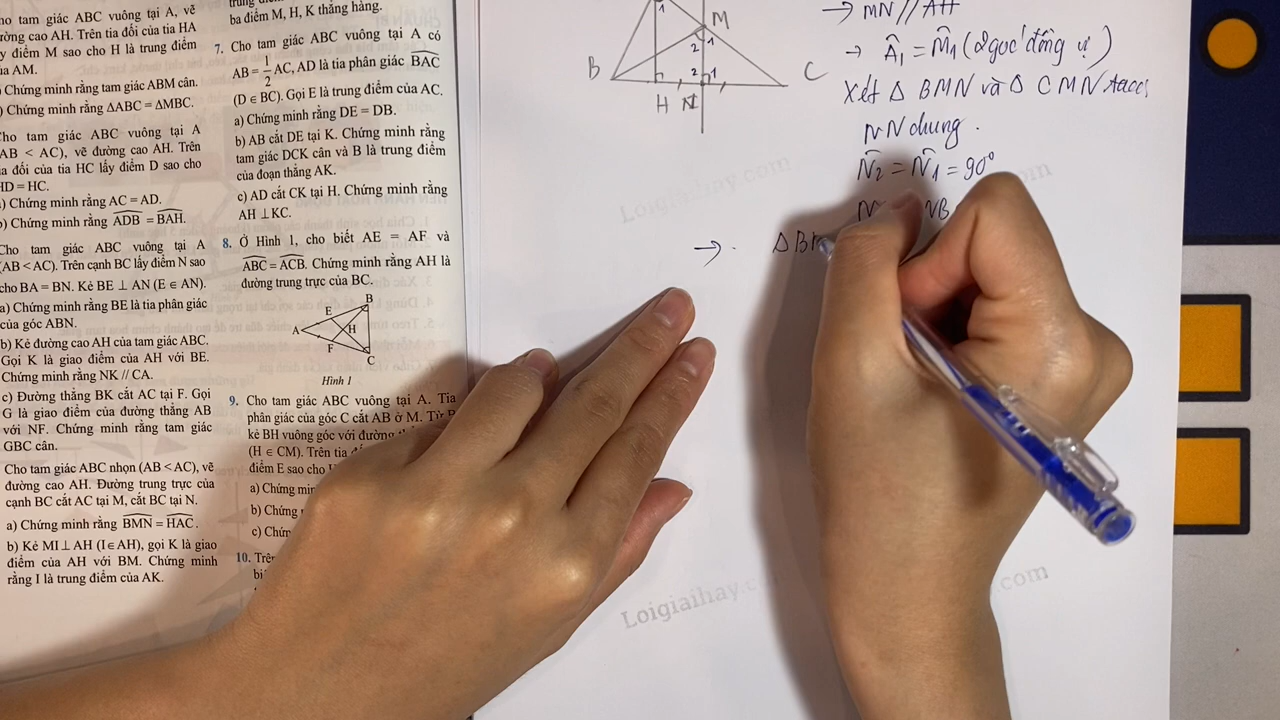 ho tam giác ABC vuông tại A, vẽ
ường cao AH. Trên tia đối của tia HA
y điểm M sao cho H là trung điểm
ủa AM.
Chứng minh rằng tam giác ABM cân.
) Chứng minh rằng ΔABC = ΔMBC.
ho tam giác ABC vuông tại A
AB < AC), vẽ đường cao AH. Trên
a đối của tia HC lấy điểm D sao cho
HD = HC.
) Chứng minh rằng AC = AD.
) Chứng minh rằng ADB = BAH.
Cho tam giác ABC vuông tại A
(AB < AC). Trên cạnh BC lấy điểm N sao
cho BA = BN. Kẻ BE ⊥ AN (E ∈ AN).
a) Chứng minh rằng BE là tia phân giác
của góc ABN.
b) Kẻ đường cao AH của tam giác ABC.
Gọi K là giao điểm của AH với BE.
Chứng minh rằng NK // CA.
c) Đường thẳng BK cắt AC tại F. Gọi
G là giao điểm của đường thẳng AB
với NF. Chứng minh rằng tam giác
GBC cân.
Cho tam giác ABC nhọn (AB < AC), vẽ
đường cao AH. Đường trung trực của
cạnh BC cắt AC tại M, cắt BC tại N.
a) Chứng minh rằng BMN = HAC.
b) Kẻ MI ⊥ AH (I ∈ AH), gọi K là giao
điểm của AH với BM. Chứng minh
rằng I là trung điểm của AK.
ba điểm M, H, K thẳng hàng.
7. Cho tam giác ABC vuông tại A có
AB = 1/2 AC, AD là tia phân giác BAC
(D ∈ BC). Gọi E là trung điểm của AC.
a) Chứng minh rằng DE = DB.
b) AB cắt DE tại K. Chứng minh rằng
tam giác DCK cân và B là trung điểm
của đoạn thẳng AK.
c) AD cắt CK tại H. Chứng minh rằng
AH ⊥ KC.
8. Ở Hình 1, cho biết AE = AF và
ABC = ACB. Chứng minh rằng AH là
đường trung trực của BC.
B
E
A
H
F
C
Hình 1
9. Cho tam giác ABC vuông tại A. Tia
phân giác của góc C cắt AB ở M. Từ B
kẻ BH vuông góc với đường
(H ∈ CM). Trên tia
điểm E sao cho
a) Chứng
b) Chứng
c) Chứn
10. Trên
1
M
2 1
B
2 1
C
H N
→ MN // AH
→ Â1 = M̂1 (2 góc đồng vị)
Xét Δ BMN và Δ CMN
MN chung.
N̂2 = N̂1 = 90°
→ ΔB
Loigiaihay.com
Loigiaihay.com